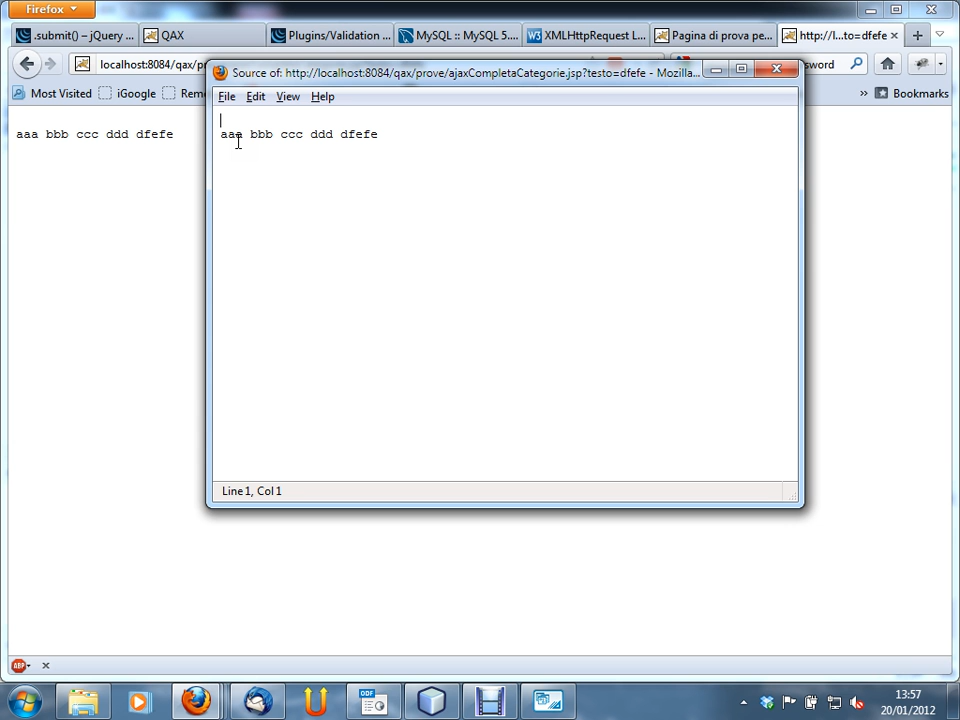 Firefox
.submit() – jQuery ...
QAX
Plugins/Validation ...
MySQL :: MySQL 5....
XMLHttpRequest L...
Pagina di prova pe...
http://l...to=dfefe
localhost:8084/qax/pr
sword
Most Visited
iGoogle
Rem
»
Bookmarks
Source of: http://localhost:8084/qax/prove/ajaxCompletaCategorie.jsp?testo=dfefe - Mozilla...
File Edit View Help
aaa bbb ccc ddd dfefe
aaa bbb ccc ddd dfefe
Line 1, Col 1
ABP
ODF
13:57
20/01/2012